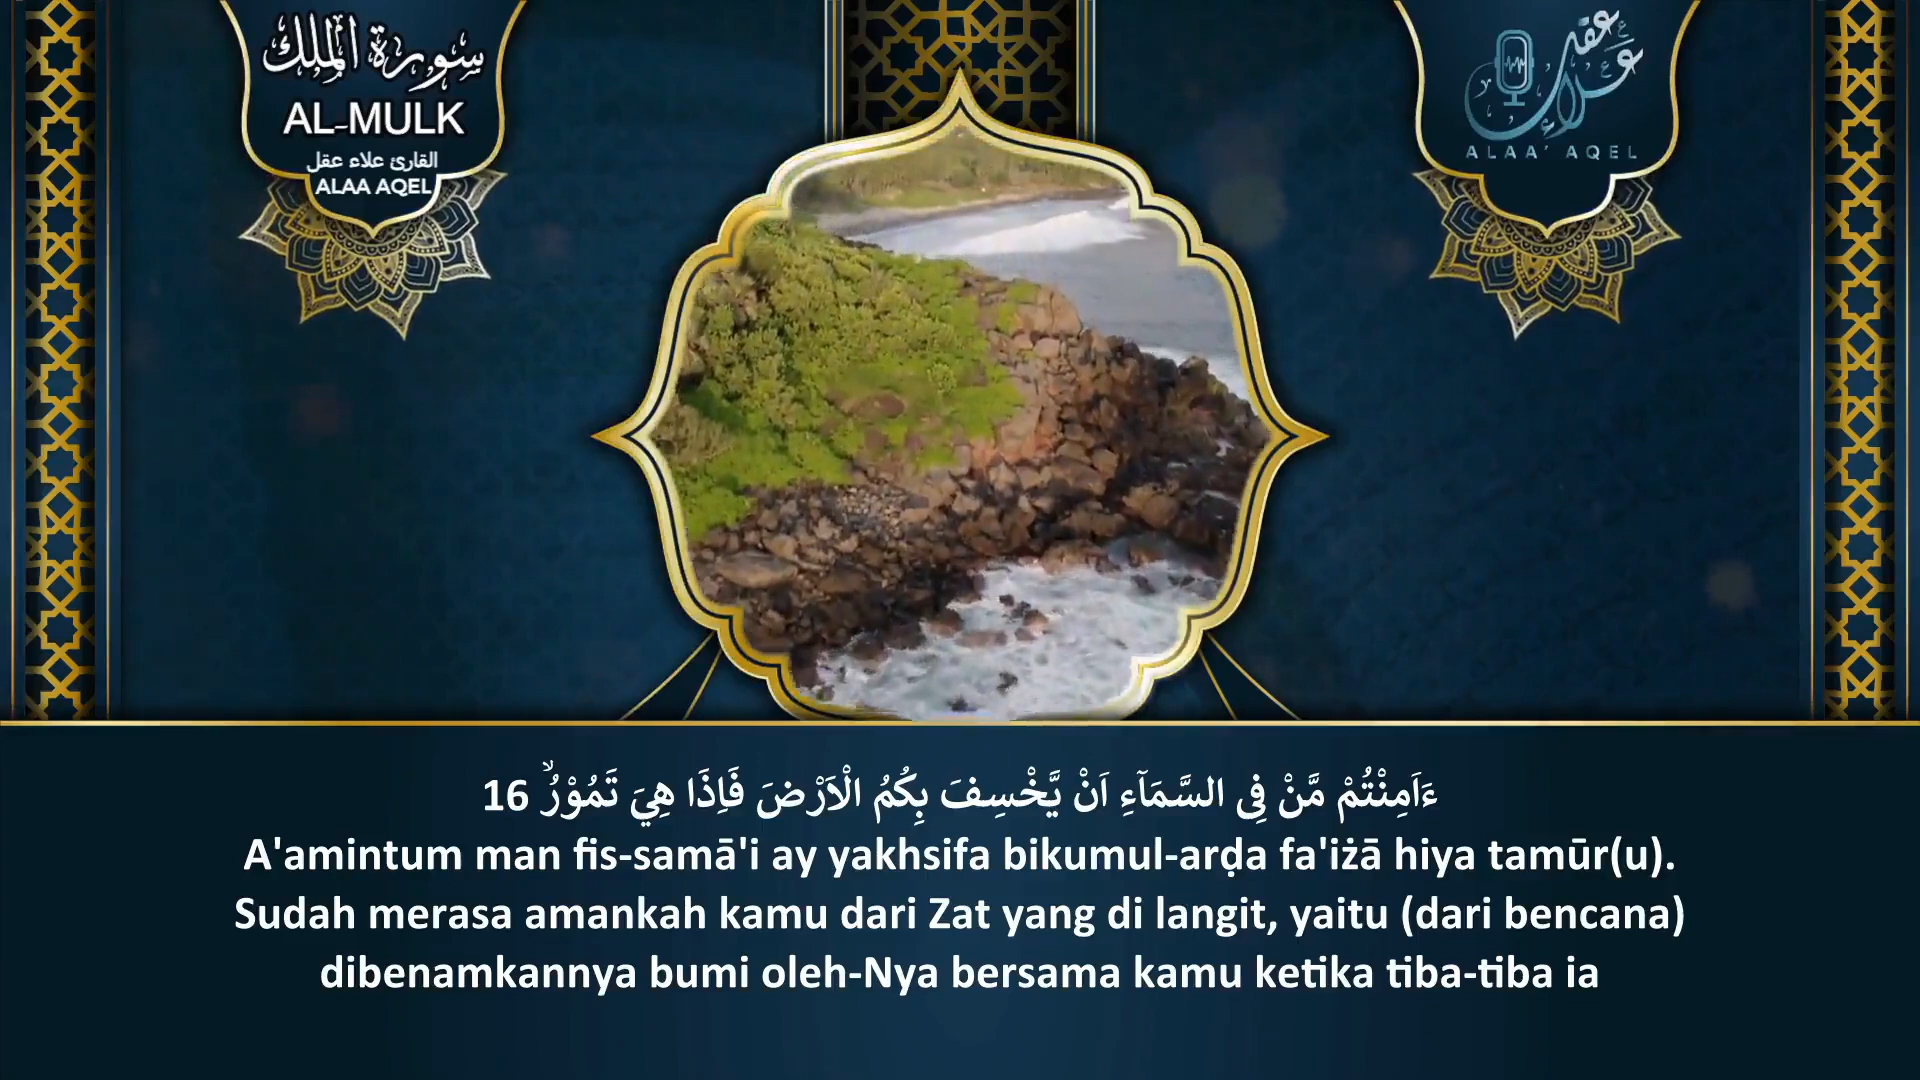 سورة الملك
AL-MULK
القارئ علاء عقل
ALAA AQEL
علاء عقل
ALAA' AQEL
ءَاَمِنْتُمْ مَّنْ فِى السَّمَاۤءِ اَنْ يَّخْسِفَ بِكُمُ الْاَرْضَ فَاِذَا هِيَ تَمُوْرُۙ 16
A'amintum man fis-samā'i ay yakhsifa bikumul-arḍa fa'iżā hiya tamūr(u).
Sudah merasa amankah kamu dari Zat yang di langit, yaitu (dari bencana)
dibenamkannya bumi oleh-Nya bersama kamu ketika tiba-tiba ia